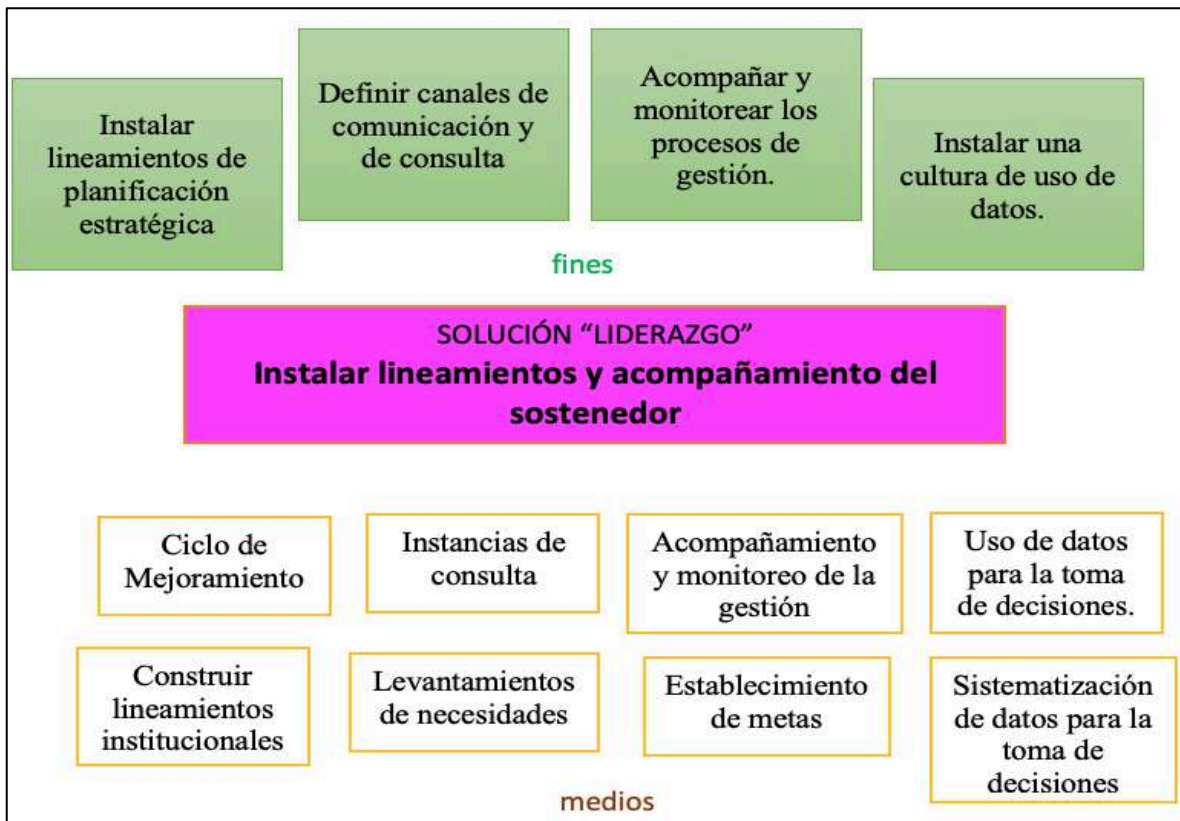 Instalar
lineamientos de
planificación
estratégica
Definir canales de
comunicación y
de consulta
Acompañar y
monitorear los
procesos de
gestión.
Instalar una
cultura de uso de
datos.
fines
SOLUCIÓN “LIDERAZGO”
Instalar lineamientos y acompañamiento del
sostenedor
Ciclo de
Mejoramiento
Instancias de
consulta
Acompañamiento
y monitoreo de la
gestión
Uso de datos
para la toma
de decisiones.
Construir
lineamientos
institucionales
Levantamientos
de necesidades
Establecimiento
de metas
Sistematización
de datos para la
toma de
decisiones
medios